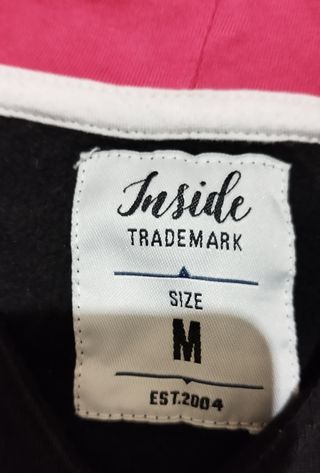 Inside
TRADEMARK
SIZE
M
EST.2004